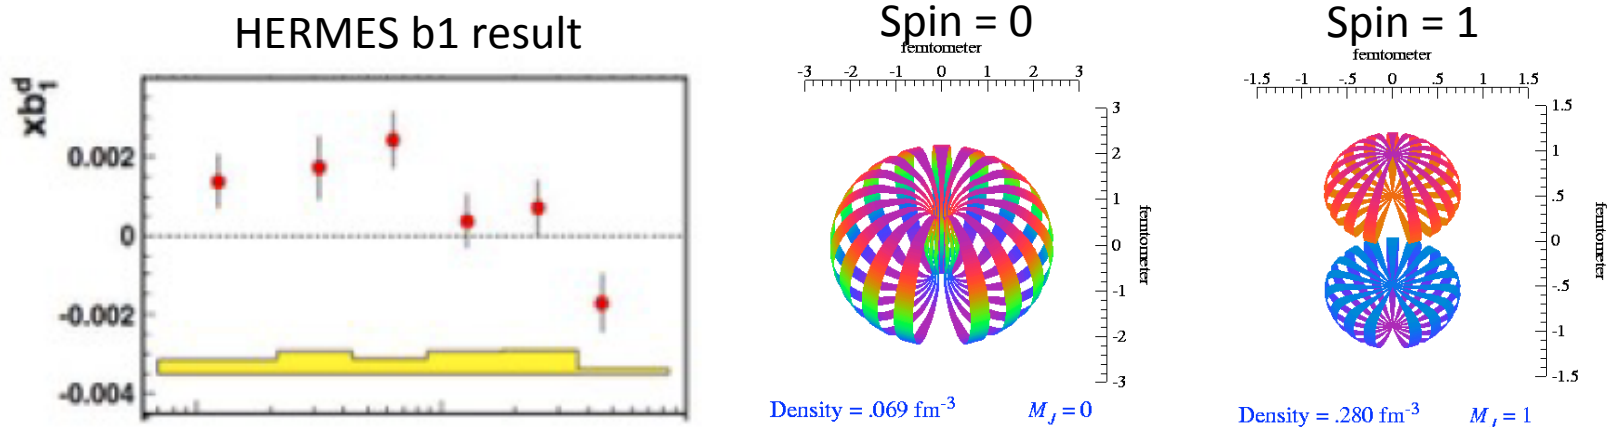 HERMES b1 result
xb₁ᵈ
0.002
0
-0.002
-0.004
Spin = 0
femtometer
-3 -2 -1 0 1 2 3
3
2
1
0
-1
-2
-3
femtometer
Density = .069 fm⁻³ M_J = 0
Spin = 1
femtometer
-1.5 -1 -.5 0 .5 1 1.5
1.5
1
.5
0
-.5
-1
-1.5
femtometer
Density = .280 fm⁻³ M_J = 1